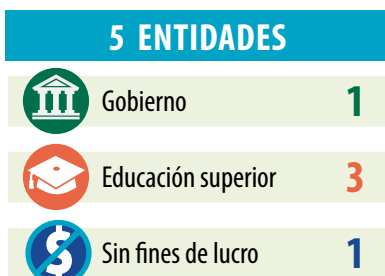 5 ENTIDADES
Gobierno 1
Educación superior 3
$ Sin fines de lucro 1